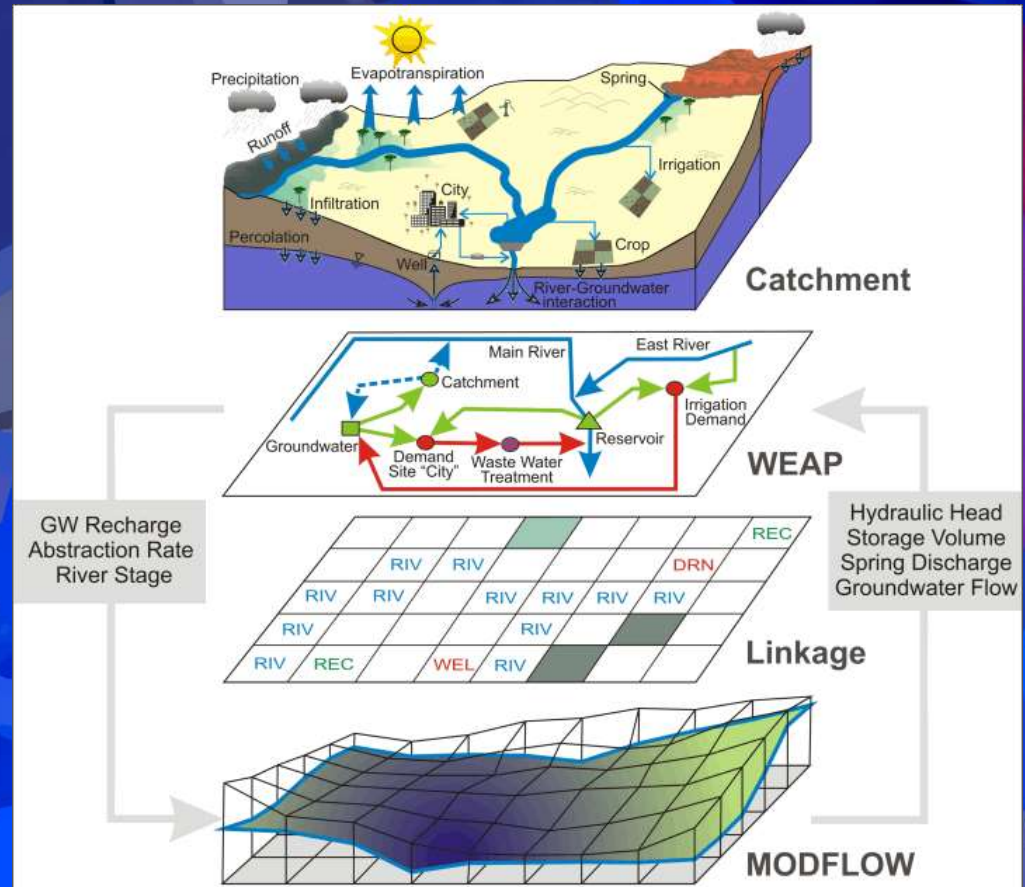 Precipitation
Evapotranspiration
Spring
Runoff
Irrigation
City
Infiltration
Percolation
Well
Crop
River-Groundwater
interaction
Catchment
Main River
East River
Catchment
Irrigation
Demand
Groundwater
Reservoir
Demand
Site "City"
Waste Water
Treatment
WEAP
GW Recharge
Abstraction Rate
River Stage
Hydraulic Head
Storage Volume
Spring Discharge
Groundwater Flow
REC
RIV RIV DRN
RIV RIV RIV RIV RIV RIV
RIV RIV
RIV REC WEL RIV
Linkage
MODFLOW